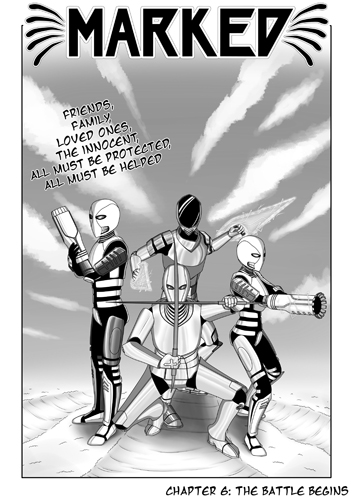 MARKED
FRIENDS,
FAMILY,
LOVED ONES,
THE INNOCENT,
ALL MUST BE PROTECTED,
ALL MUST BE HELPED
CHAPTER 6: THE BATTLE BEGINS